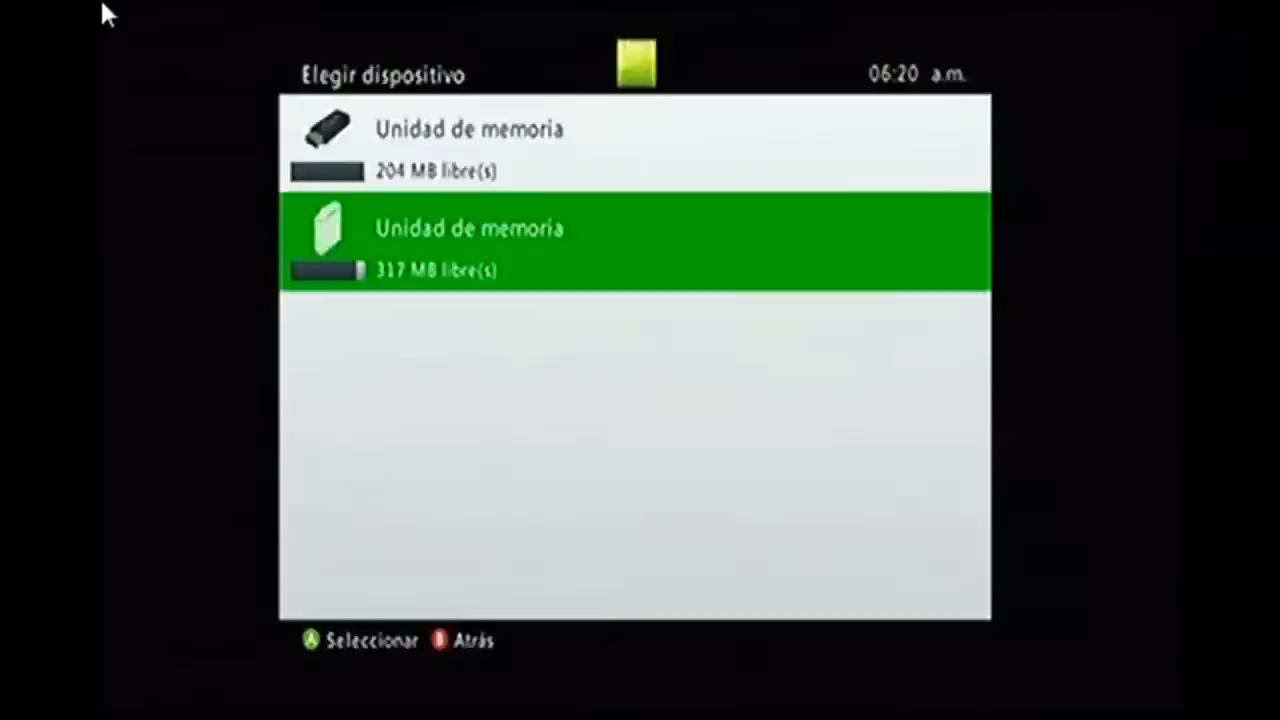 Elegir dispositivo
06:20 a.m.
Unidad de memoria
204 MB libre(s)
Unidad de memoria
317 MB libre(s)
A Seleccionar B Atrás